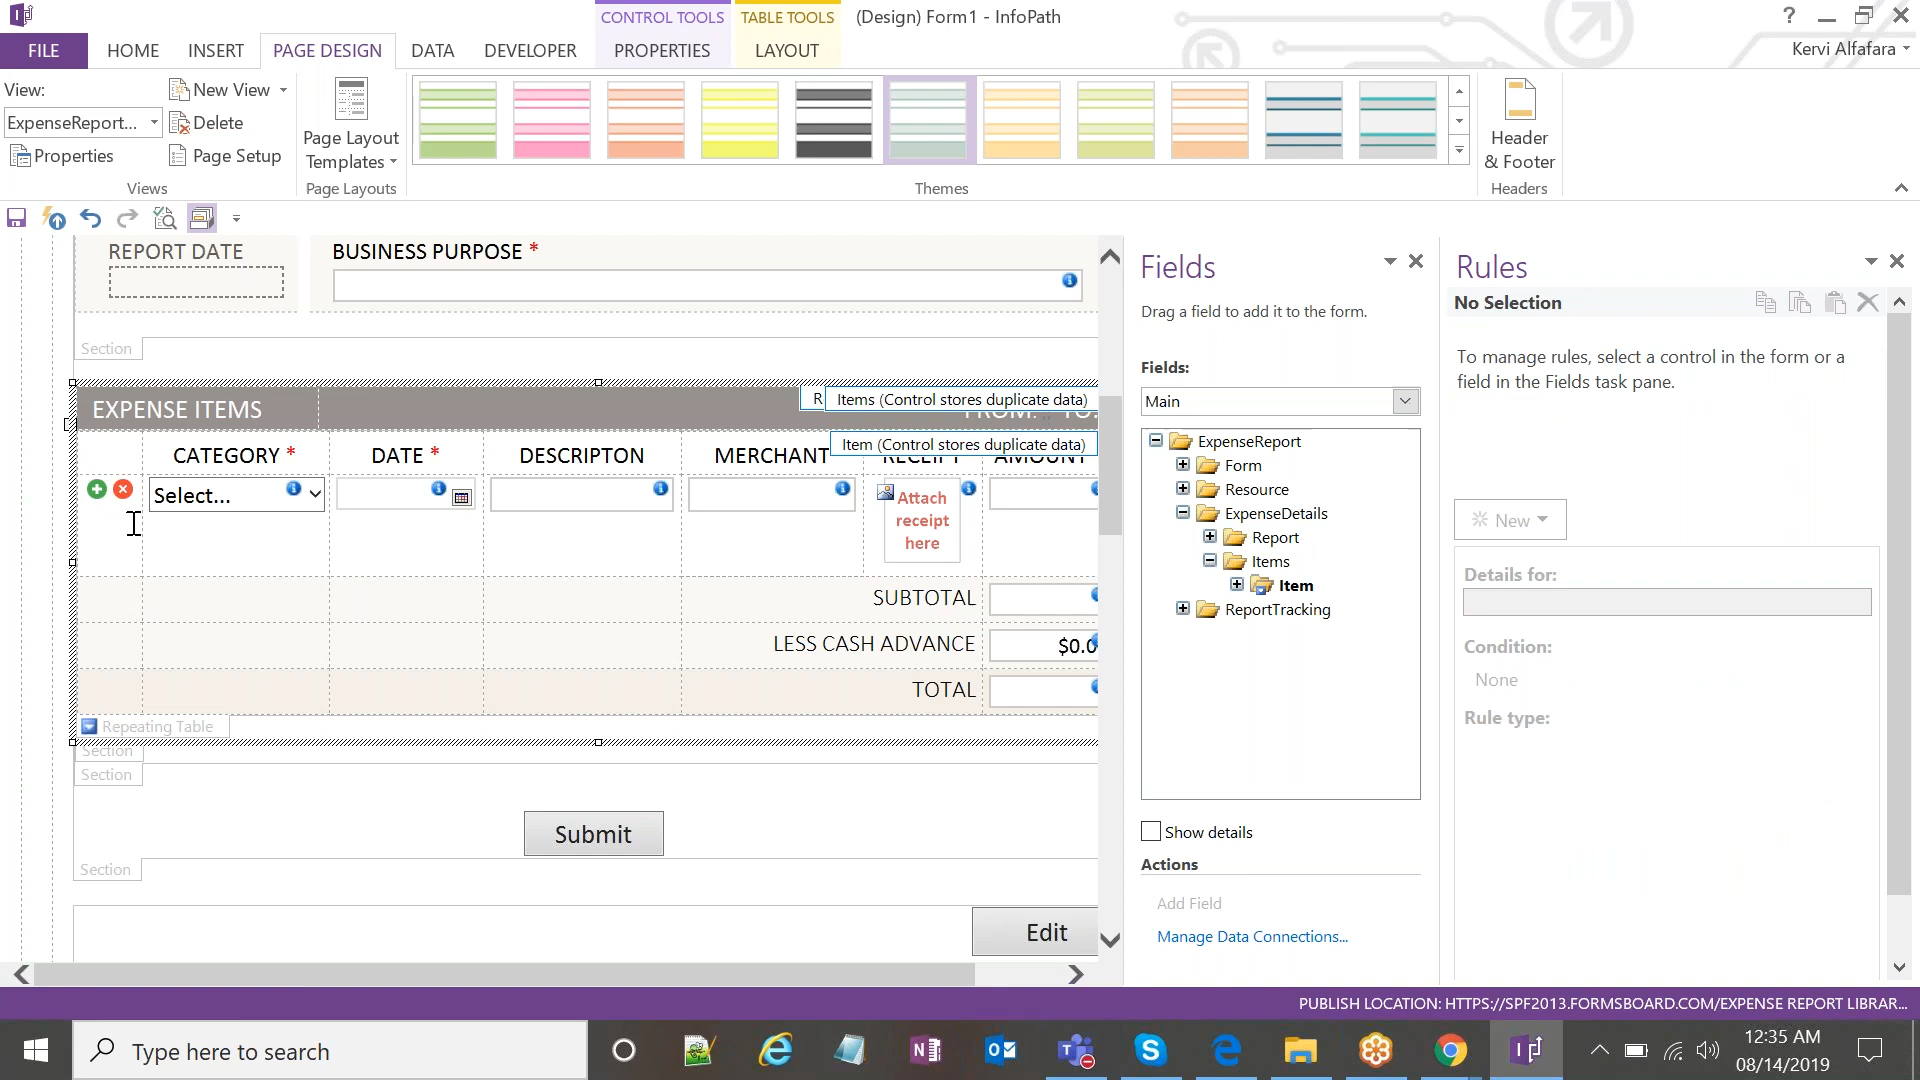 CONTROL TOOLS
TABLE TOOLS
(Design) Form1 - InfoPath
?
FILE
HOME
INSERT
PAGE DESIGN
DATA
DEVELOPER
PROPERTIES
LAYOUT
Kervi Alfafara
View:
New View
ExpenseReport...
Delete
Properties
Page Setup
Views
Page Layout
Templates
Page Layouts
Themes
Header
& Footer
Headers
REPORT DATE
BUSINESS PURPOSE *
Section
EXPENSE ITEMS
R
Items (Control stores duplicate data)
FROM: TO:
Item (Control stores duplicate data)
CATEGORY *
DATE *
DESCRIPTON
MERCHANT
RECEIPT
AMOUNT
Select...
Attach
receipt
here
SUBTOTAL
LESS CASH ADVANCE
$0.0
TOTAL
Repeating Table
Section
Section
Submit
Section
Edit
Fields
Drag a field to add it to the form.
Fields:
Main
ExpenseReport
Form
Resource
ExpenseDetails
Report
Items
Item
ReportTracking
Show details
Actions
Add Field
Manage Data Connections...
Rules
No Selection
To manage rules, select a control in the form or a
field in the Fields task pane.
New
Details for:
Condition:
None
Rule type:
PUBLISH LOCATION: HTTPS://SPF2013.FORMSBOARD.COM/EXPENSE REPORT LIBRAR...
Type here to search
12:35 AM
08/14/2019